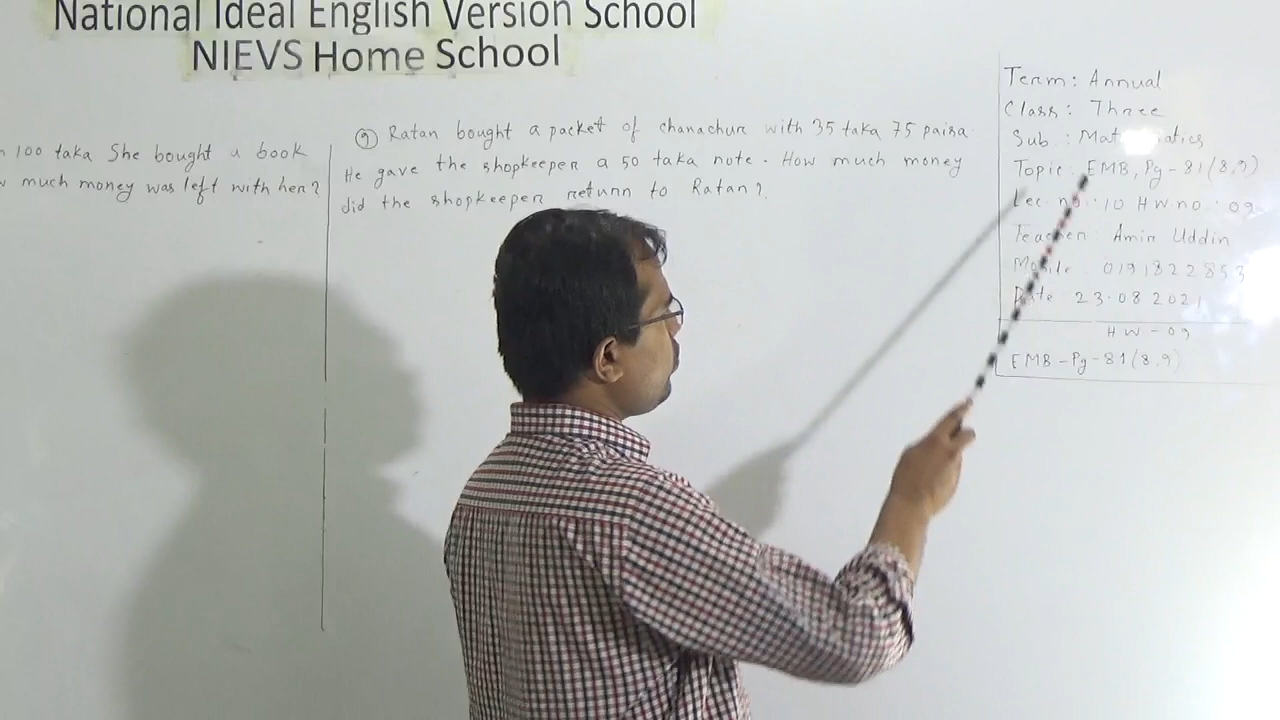 National Ideal English Version School
NIEVS Home School
100 taka She bought a book
much money was left with her?
9 Ratan bought a packet of chanachur with 35 taka 75 paisa
He gave the shopkeeper a 50 taka note. How much money
did the shopkeeper return to Ratan?
Term: Annual
Class: Three
Sub.: Mathematics
Topic: EMB, Pg-81(8,9)
Lec no. 10 HW no. 09
Teacher: Amir Uddin
Mobile: 0191822853
Date 23.08 2021
HW-09
EMB-Pg-81(8,9)